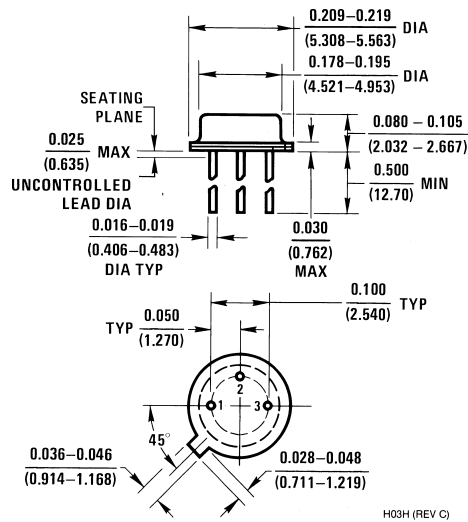 0.209–0.219 DIA
(5.308–5.563)
0.178–0.195 DIA
(4.521–4.953)
SEATING
PLANE
0.080 – 0.105
(2.032 – 2.667)
0.025 MAX
(0.635)
0.500 MIN
(12.70)
UNCONTROLLED
LEAD DIA
0.016–0.019
(0.406–0.483)
DIA TYP
0.030
(0.762)
MAX
0.100 TYP
(2.540)
TYP 0.050
(1.270)
2
1 3
45°
0.036–0.046
(0.914–1.168)
0.028–0.048
(0.711–1.219)
H03H (REV C)